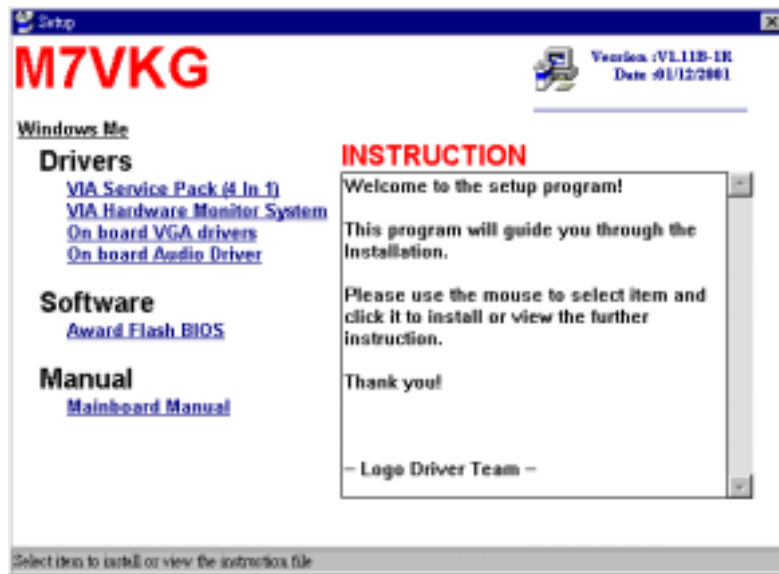 Setup
M7VKG
Version :V1.11B-1R
Date :01/12/2001
Windows Me
Drivers
VIA Service Pack (4 In 1)
VIA Hardware Monitor System
On board VGA drivers
On board Audio Driver
Software
Award Flash BIOS
Manual
Mainboard Manual
INSTRUCTION
Welcome to the setup program!
This program will guide you through the
Installation.
Please use the mouse to select item and
click it to install or view the further
instruction.
Thank you!
-- Logo Driver Team --
Select item to install or view the instruction file